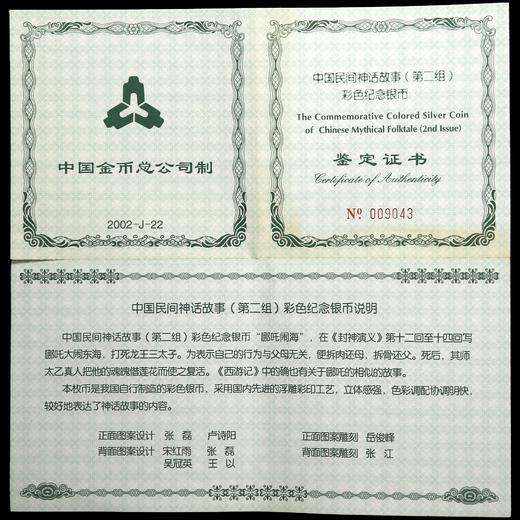 中国金币总公司制
2002-J-22
中国民间神话故事（第二组）
彩色纪念银币
The Commemorative Colored Silver Coin
of Chinese Mythical Folktale (2nd Issue)
鉴定证书
Certificate of Authenticity
Nº 009043
中国民间神话故事（第二组）彩色纪念银币说明
中国民间神话故事（第二组）彩色纪念银币“哪吒闹海”，在《封神演义》第十二回至十四回写
哪吒大闹东海，打死龙王三太子。为表示自己的行为与父母无关，便拆肉还母，拆骨还父。死后，其师
太乙真人把他的魂魄借莲花而使之复活。《西游记》中的确也有关于哪吒的相似的故事。
本枚币是我国自行制造的彩色银币，采用国内先进的浮雕彩印工艺，立体感强，色彩调配协调明快，
较好地表达了神话故事的内容。
正面图案设计 张磊 卢诗阳 正面图案雕刻 岳俊峰
背面图案设计 宋红雨 张磊 背面图案雕刻 张江
吴冠英 王以